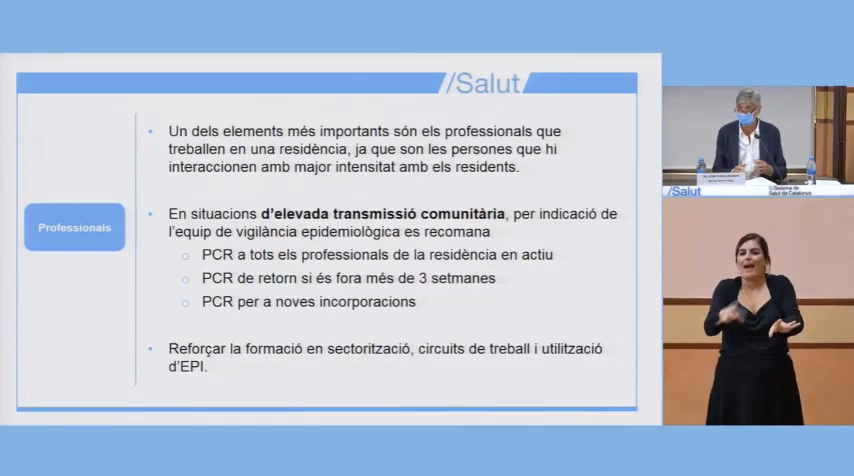 /Salut
Un dels elements més importants són els professionals que
treballen en una residència, ja que son les persones que hi
interaccionen amb major intensitat amb els residents.
Professionals
En situacions d'elevada transmissió comunitària, per indicació de
l'equip de vigilància epidemiològica es recomana
PCR a tots els professionals de la residència en actiu
PCR de retorn si és fora més de 3 setmanes
PCR per a noves incorporacions
Reforçar la formació en sectorització, circuits de treball i utilització
d'EPI.
/Salut
Sistema de
Salut de Catalunya